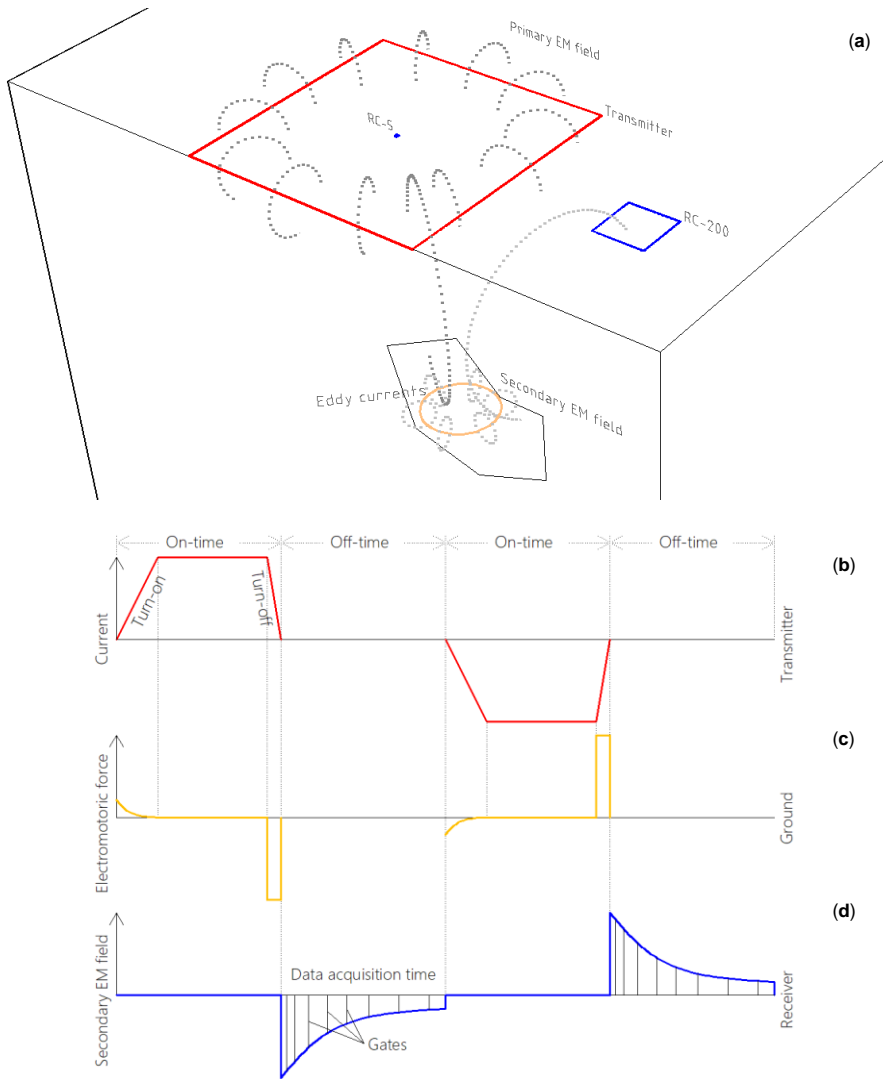 (a)
Primary EM field
Transmitter
RC-5
RC-200
Eddy currents
Secondary EM field
On-time
Off-time
On-time
Off-time
(b)
Current
Turn-on
Turn-off
Transmitter
(c)
Electromotoric force
Ground
(d)
Secondary EM field
Data acquisition time
Gates
Receiver